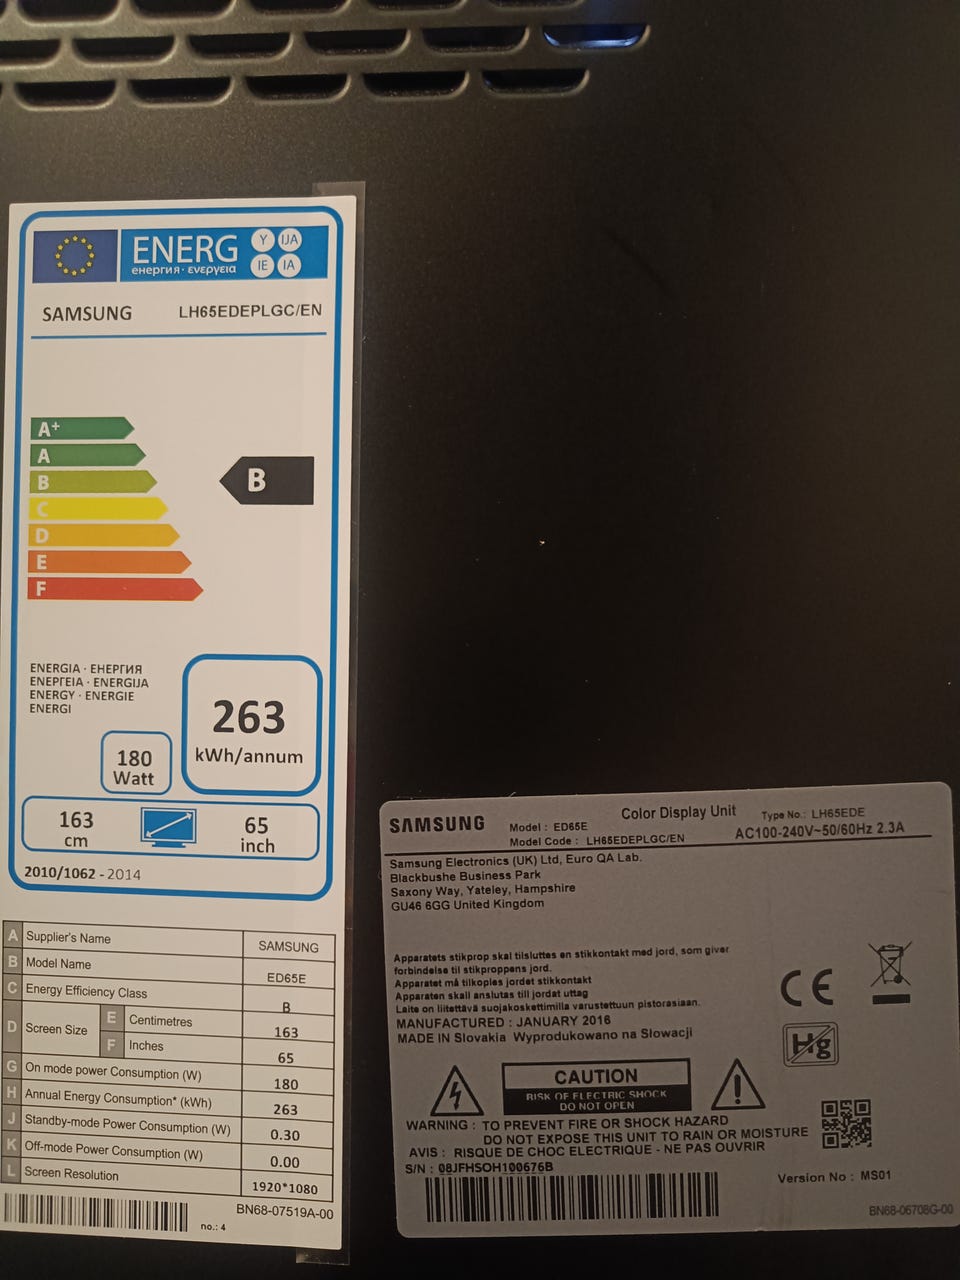 ENERG
енергия · ενεργεια
Y IJA
IE IA
SAMSUNG LH65EDEPLGC/EN
A+
A
B
C
D
E
F
B
ENERGIA · ЕНЕРГИЯ
ΕΝΕΡΓΕΙΑ · ENERGIJA
ENERGY · ENERGIE
ENERGI
263
kWh/annum
180
Watt
163
cm
65
inch
2010/1062 - 2014
A Supplier's Name SAMSUNG
B Model Name ED65E
C Energy Efficiency Class B
D Screen Size E Centimetres 163
F Inches 65
G On mode power Consumption (W) 180
H Annual Energy Consumption* (kWh) 263
J Standby-mode Power Consumption (W) 0.30
K Off-mode Power Consumption (W) 0.00
L Screen Resolution 1920*1080
no.: 4
BN68-07519A-00
SAMSUNG Color Display Unit Type No.: LH65EDE
Model : ED65E
Model Code : LH65EDEPLGC/EN AC100-240V~50/60Hz 2.3A
Samsung Electronics (UK) Ltd, Euro QA Lab.
Blackbushe Business Park
Saxony Way, Yateley, Hampshire
GU46 6GG United Kingdom
Apparatets stikprop skal tilsluttes en stikkontakt med jord, som giver
forbindelse til stikproppens jord.
Apparatet må tilkoples jordet stikkontakt
Apparaten skall anslutas till jordat uttag
Laite on liitettävä suojakoskettimilla varustettuun pistorasiaan.
MANUFACTURED : JANUARY 2016
MADE IN Slovakia Wyprodukowano na Slowacji
CE
Hg
CAUTION
RISK OF ELECTRIC SHOCK
DO NOT OPEN
WARNING : TO PREVENT FIRE OR SHOCK HAZARD
DO NOT EXPOSE THIS UNIT TO RAIN OR MOISTURE
AVIS : RISQUE DE CHOC ELECTRIQUE - NE PAS OUVRIR
S/N : 08JFHSOH100676B
Version No : MS01
BN68-06708G-00